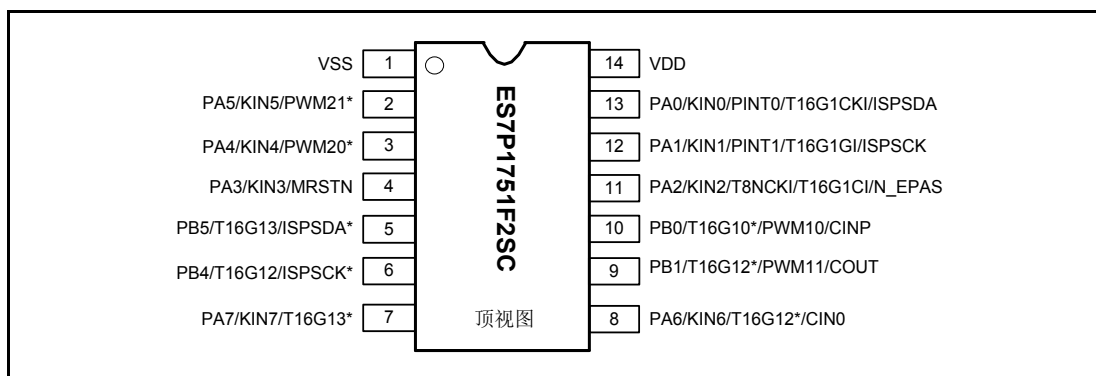 VSS 1 14 VDD
PA5/KIN5/PWM21* 2 13 PA0/KIN0/PINT0/T16G1CKI/ISPSDA
PA4/KIN4/PWM20* 3 12 PA1/KIN1/PINT1/T16G1GI/ISPSCK
PA3/KIN3/MRSTN 4 11 PA2/KIN2/T8NCKI/T16G1CI/N_EPAS
PB5/T16G13/ISPSDA* 5 10 PB0/T16G10*/PWM10/CINP
PB4/T16G12/ISPSCK* 6 9 PB1/T16G12*/PWM11/COUT
PA7/KIN7/T16G13* 7 8 PA6/KIN6/T16G12*/CIN0
ES7P1751F2SC
顶视图